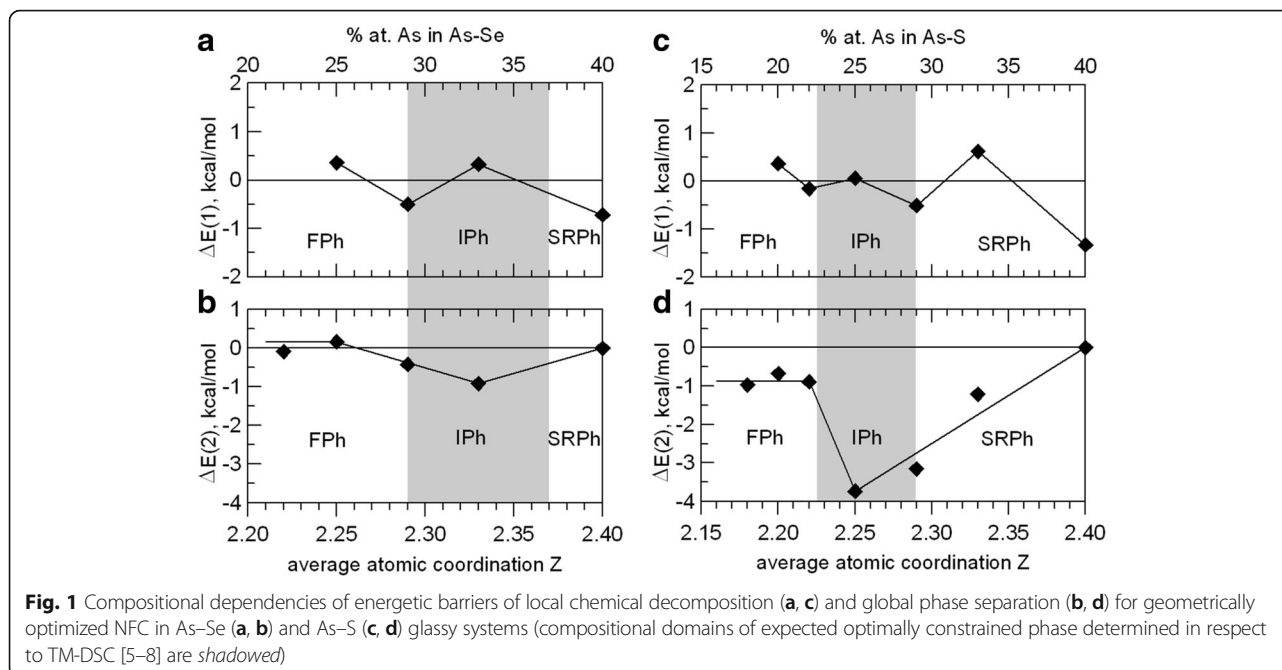 a
% at. As in As-Se
20 25 30 35 40
2
1
0
-1
-2
ΔE(1), kcal/mol
FPh IPh SRPh
b
1
0
-1
-2
-3
-4
ΔE(2), kcal/mol
FPh IPh SRPh
2.20 2.25 2.30 2.35 2.40
average atomic coordination Z
c
% at. As in As-S
15 20 25 30 35 40
2
1
0
-1
-2
ΔE(1), kcal/mol
FPh IPh SRPh
d
1
0
-1
-2
-3
-4
ΔE(2), kcal/mol
FPh IPh SRPh
2.15 2.20 2.25 2.30 2.35 2.40
average atomic coordination Z
Fig. 1 Compositional dependencies of energetic barriers of local chemical decomposition (a, c) and global phase separation (b, d) for geometrically
optimized NFC in As–Se (a, b) and As–S (c, d) glassy systems (compositional domains of expected optimally constrained phase determined in respect
to TM-DSC [5–8] are shadowed)